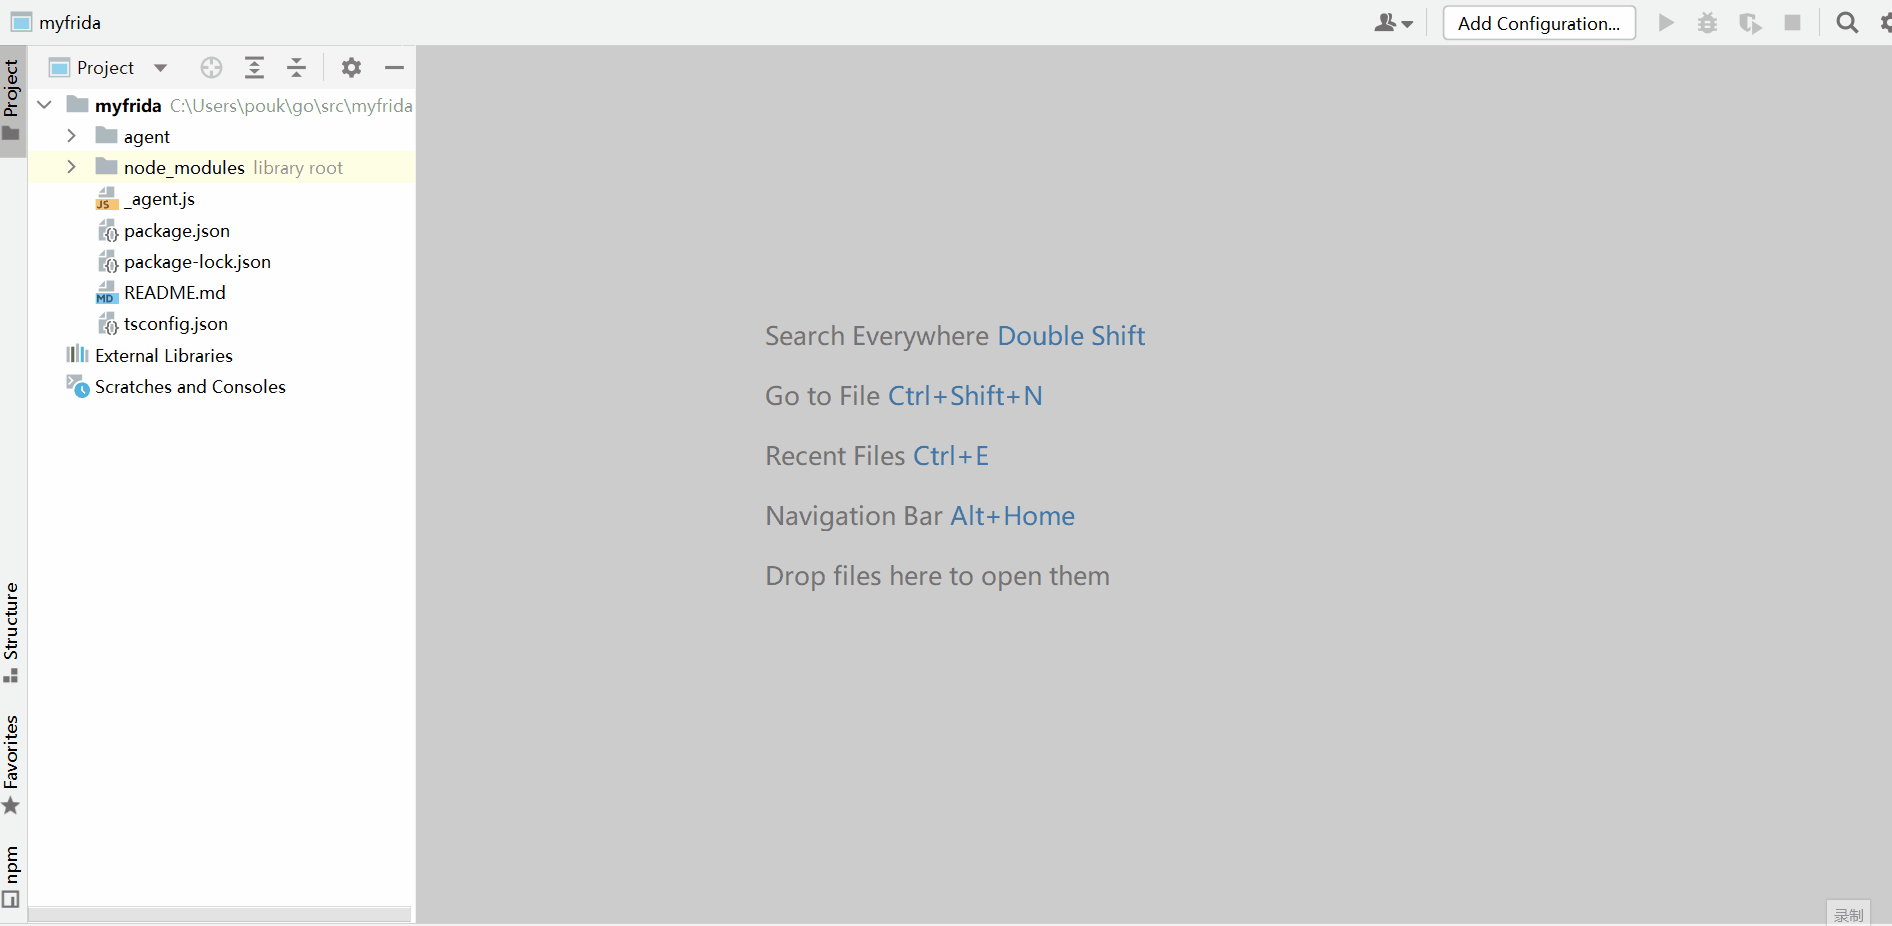 myfrida
Add Configuration...
Project
Project
myfrida C:\Users\pouk\go\src\myfrida
agent
node_modules library root
JS _agent.js
package.json
package-lock.json
MD README.md
tsconfig.json
External Libraries
Scratches and Consoles
Search Everywhere Double Shift
Go to File Ctrl+Shift+N
Recent Files Ctrl+E
Navigation Bar Alt+Home
Drop files here to open them
Structure
Favorites
npm
录制